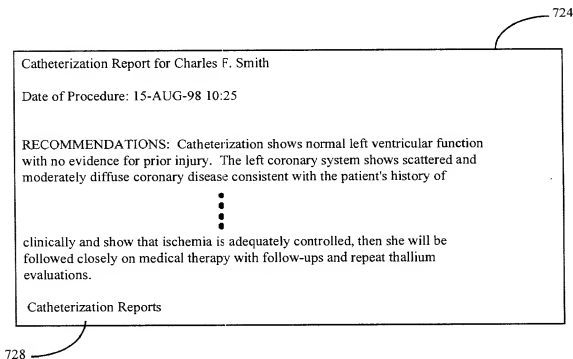 724
Catheterization Report for Charles F. Smith
Date of Procedure: 15-AUG-98 10:25
RECOMMENDATIONS: Catheterization shows normal left ventricular function
with no evidence for prior injury. The left coronary system shows scattered and
moderately diffuse coronary disease consistent with the patient's history of
clinically and show that ischemia is adequately controlled, then she will be
followed closely on medical therapy with follow-ups and repeat thallium
evaluations.
Catheterization Reports
728